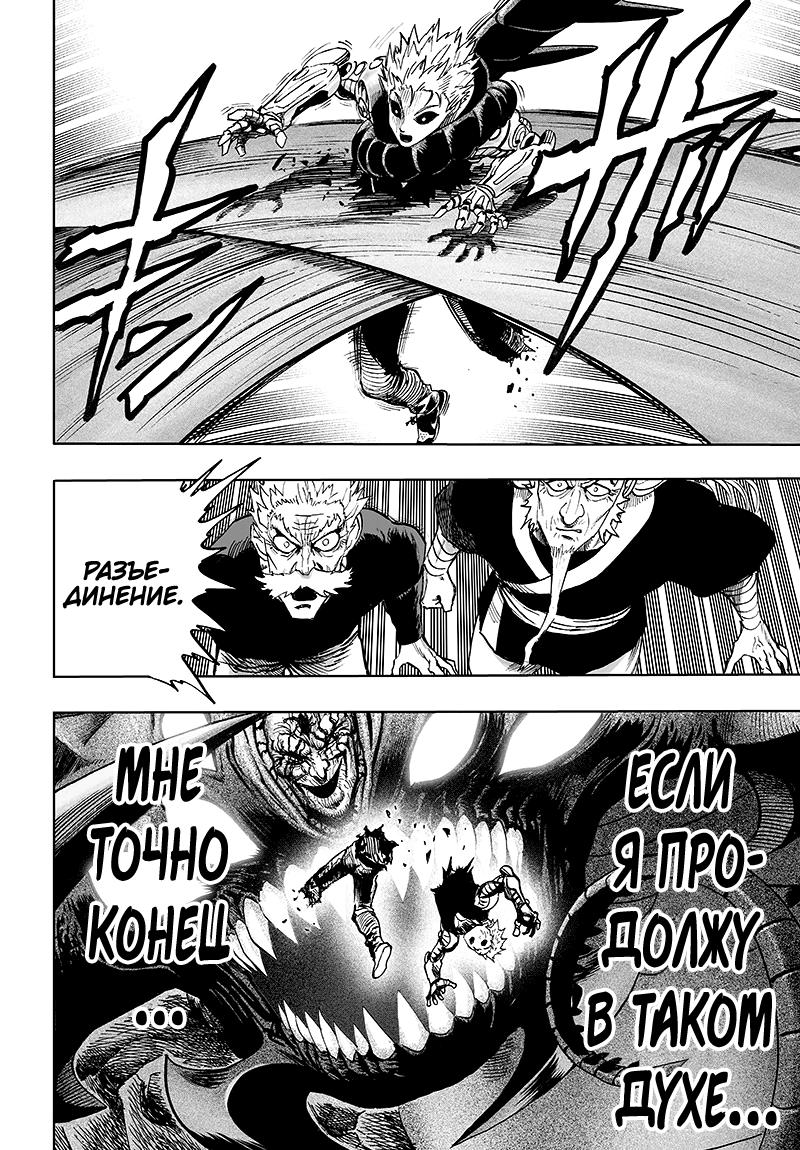 РАЗЪЕ-
ДИНЕНИЕ.
ЕСЛИ
Я ПРО-
ДОЛЖУ
В ТАКОМ
ДУХЕ...
МНЕ
ТОЧНО
КОНЕЦ
...